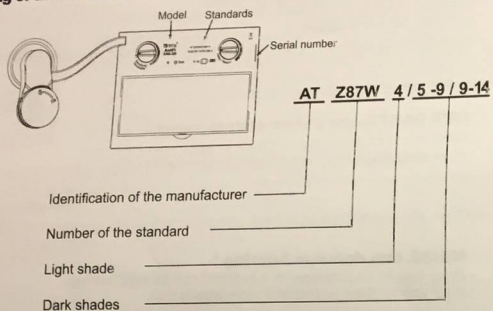 Model Standards
Serial number
AT Z87W 4 / 5 -9 / 9-14
Identification of the manufacturer
Number of the standard
Light shade
Dark shades